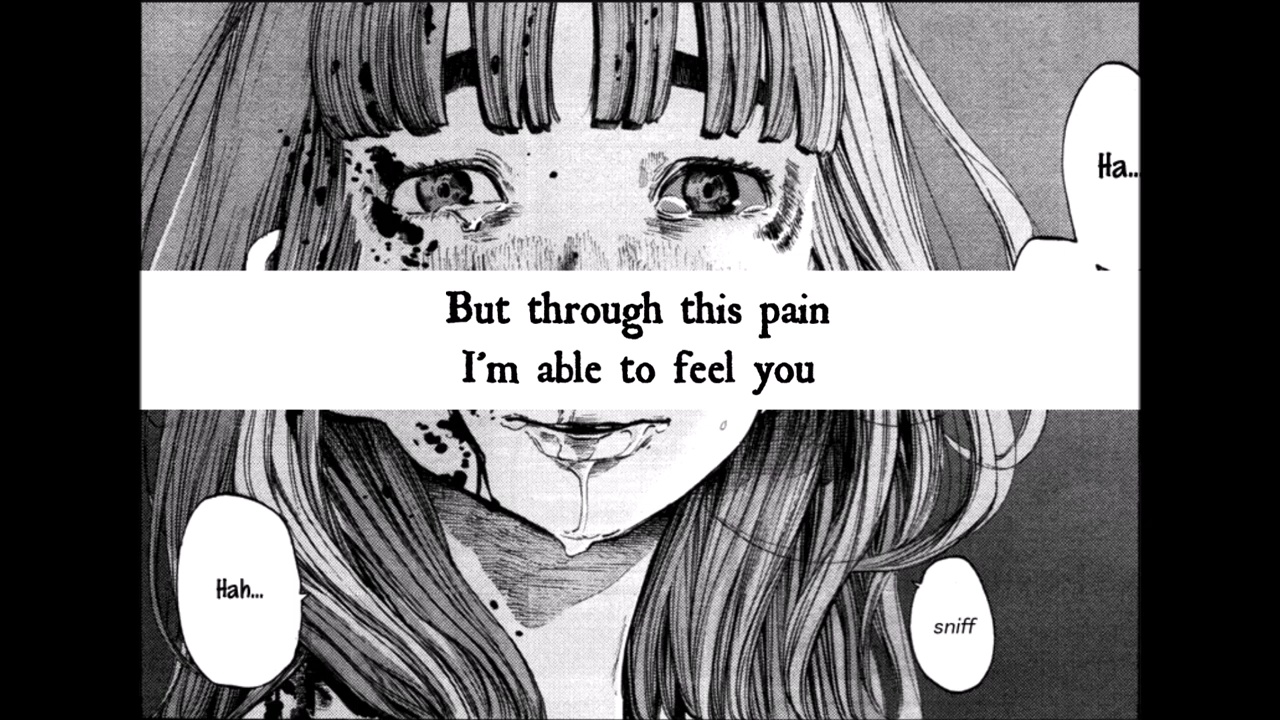 Ha..
But through this pain
I'm able to feel you
Hah...
sniff